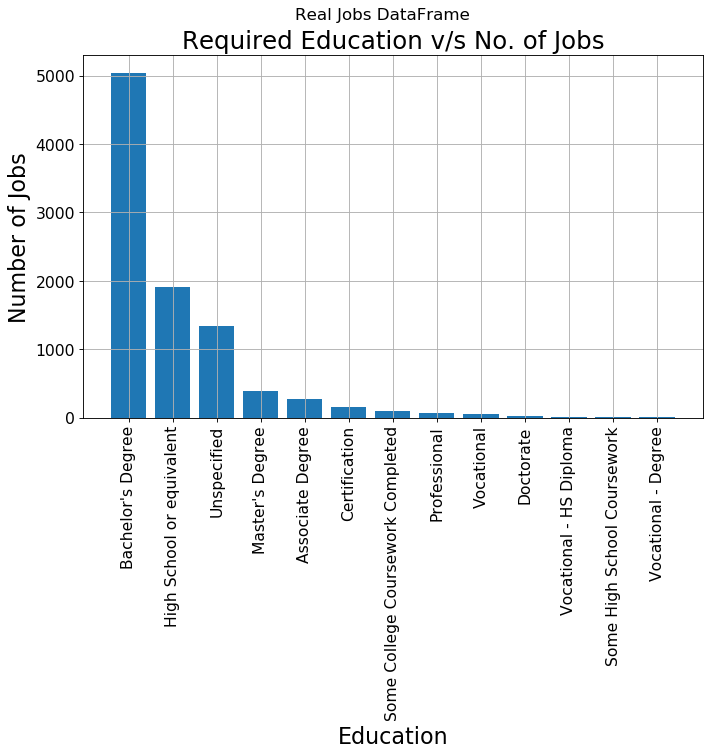 Real Jobs DataFrame
Required Education v/s No. of Jobs
Number of Jobs
5000
4000
3000
2000
1000
0
Bachelor's Degree
High School or equivalent
Unspecified
Master's Degree
Associate Degree
Certification
Some College Coursework Completed
Professional
Vocational
Doctorate
Vocational - HS Diploma
Some High School Coursework
Vocational - Degree
Education